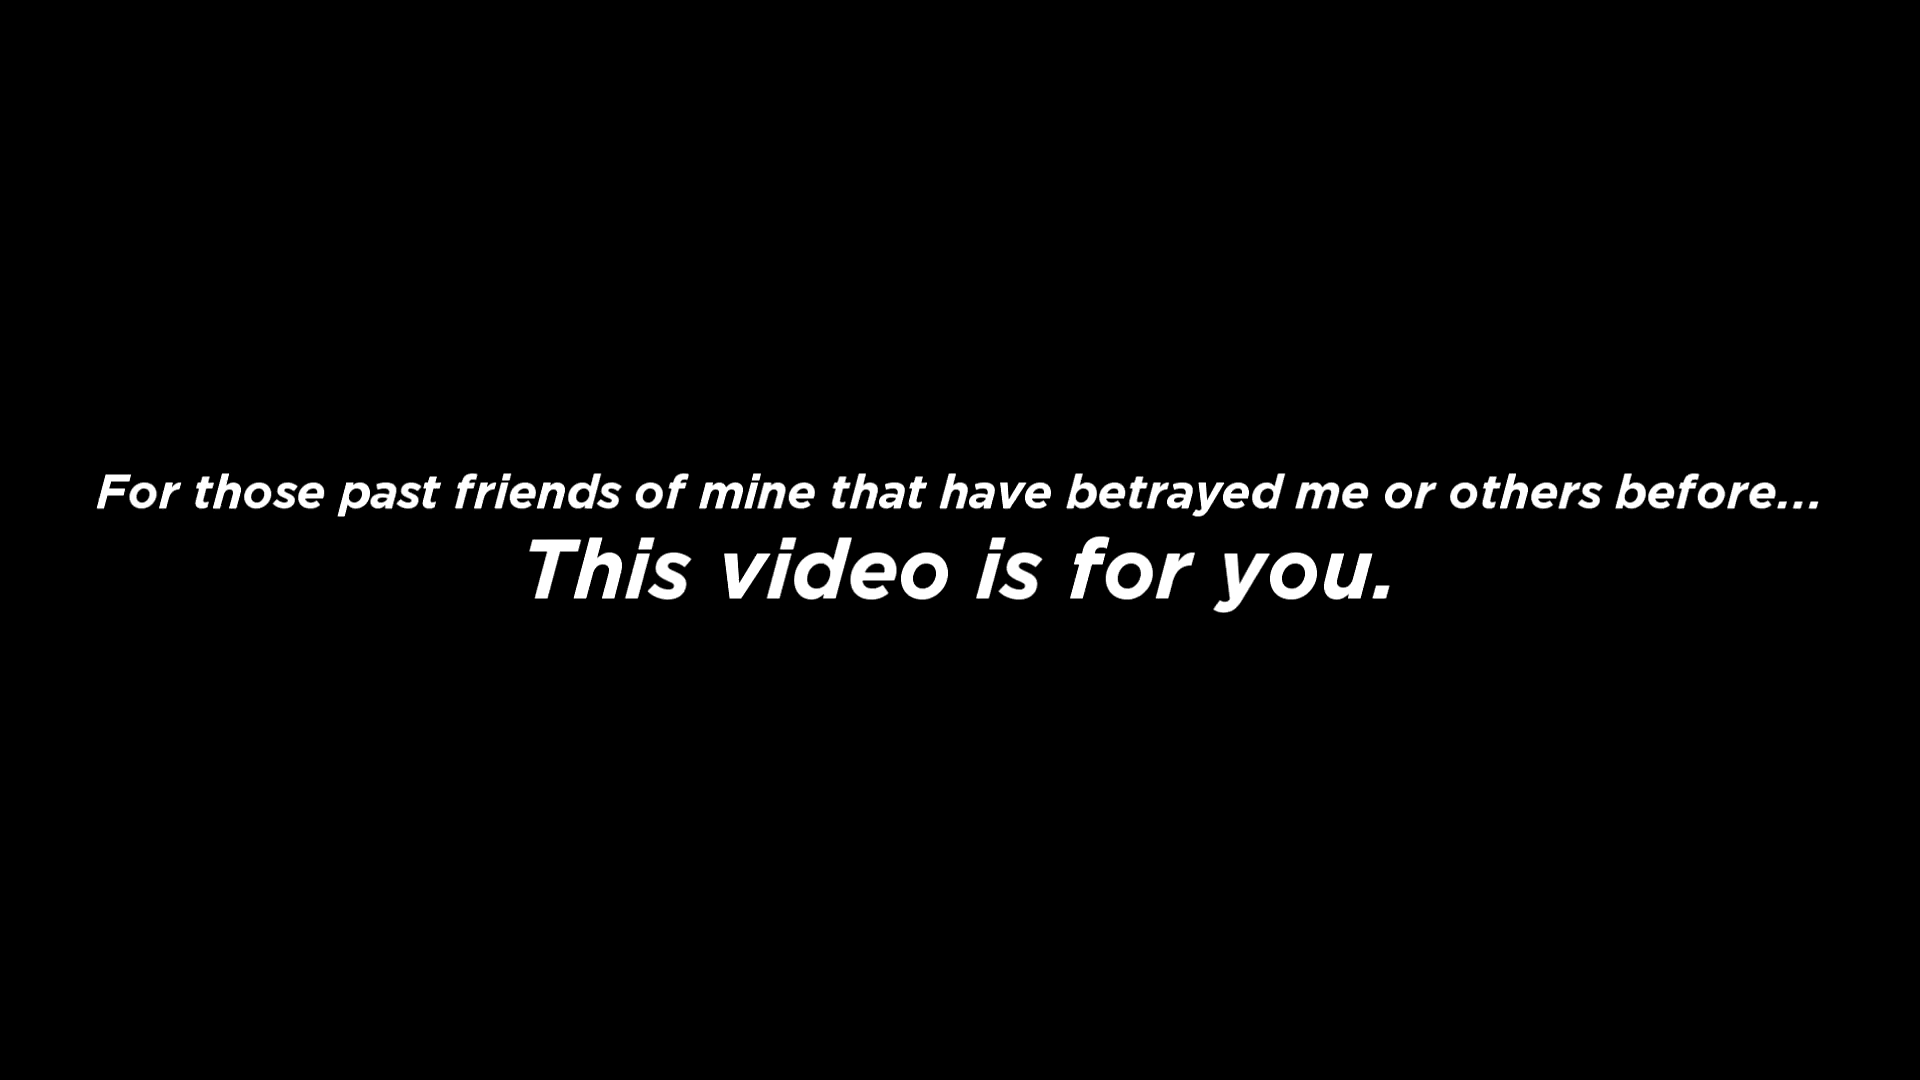 For those past friends of mine that have betrayed me or others before...
This video is for you.